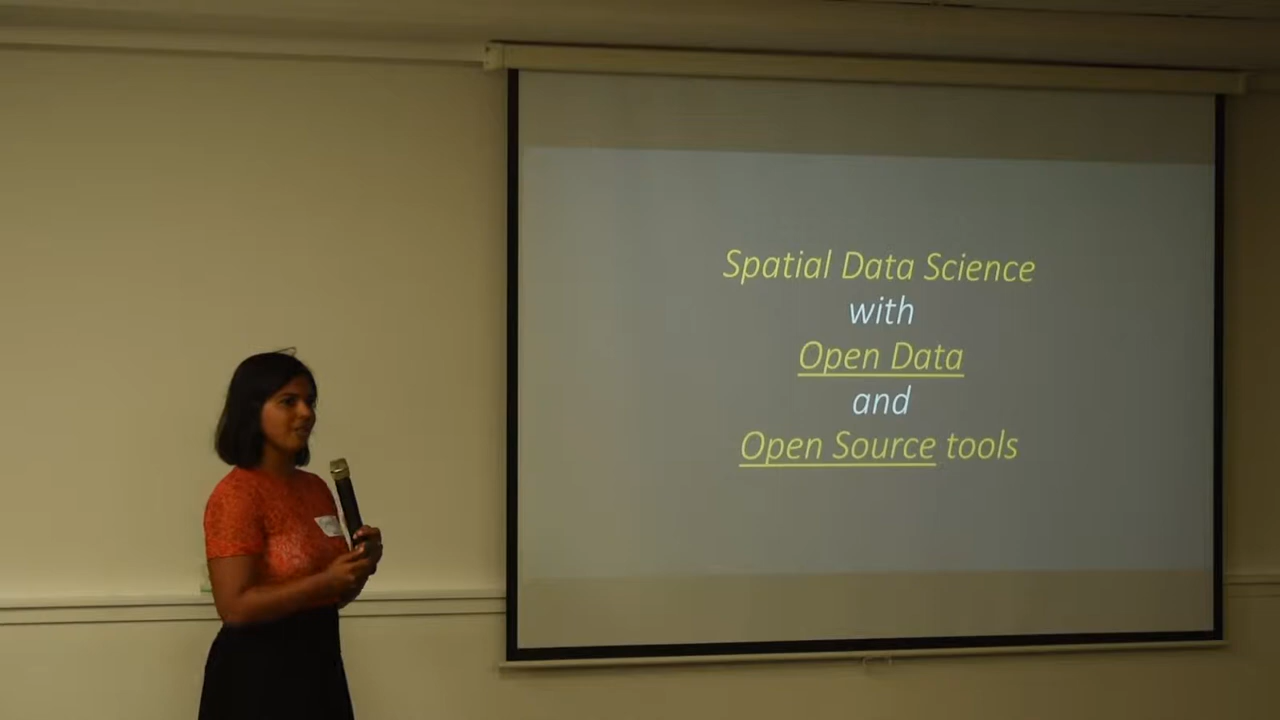 Spatial Data Science
with
Open Data
and
Open Source tools